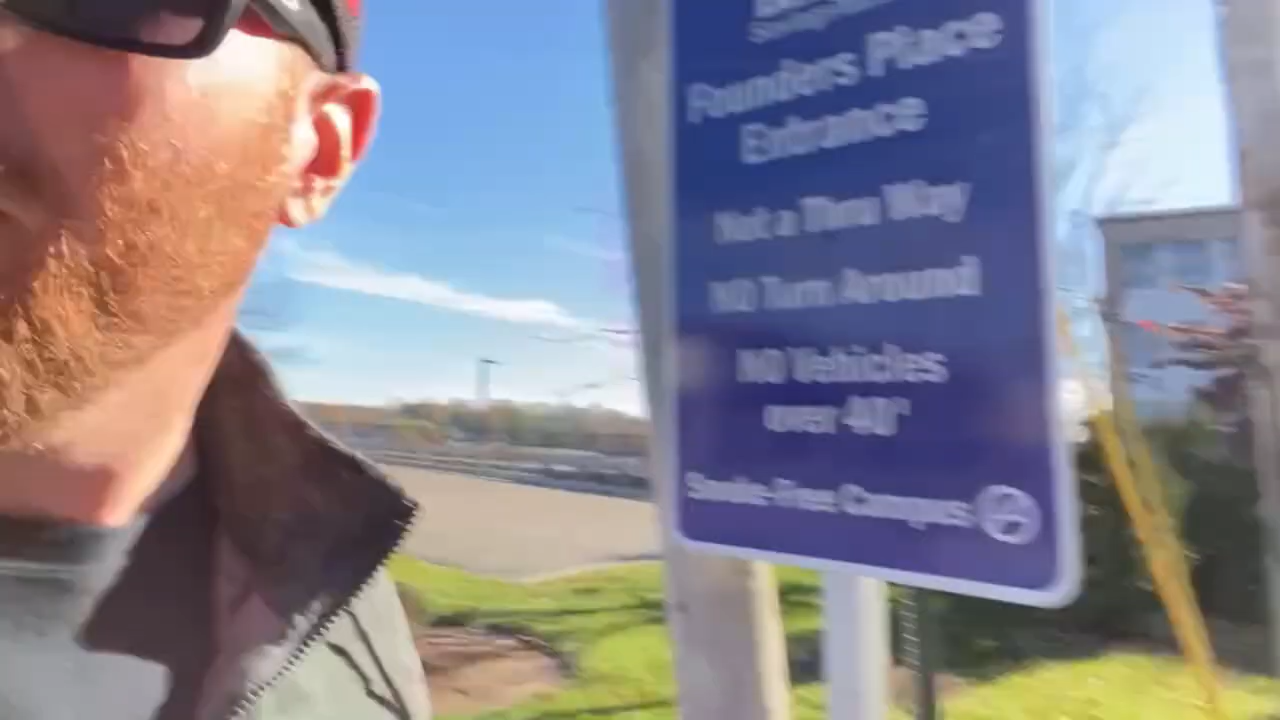 Founders Place
Entrance
Not a Thru Way
NO Turn Around
NO Vehicles
over 40'
Smoke-Free Campus